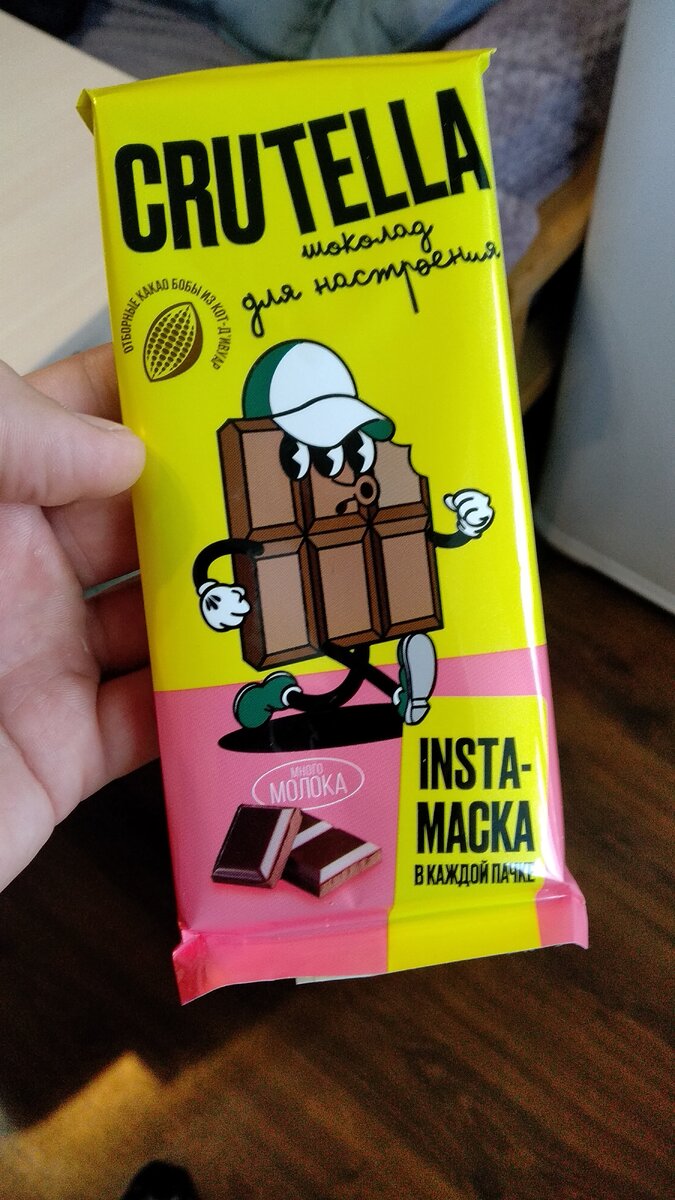 CRUTELLA
шоколад
для настроения
ОТБОРНЫЕ КАКАО БОБЫ ИЗ КОТ-Д'ИВУАР
МНОГО
МОЛОКА
INSTA-
МАСКА
В КАЖДОЙ ПАЧКЕ